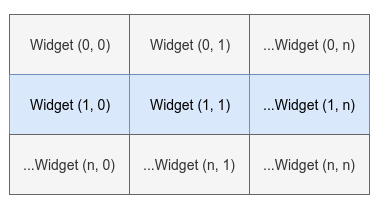 Widget (0, 0) Widget (0, 1) ...Widget (0, n)
Widget (1, 0) Widget (1, 1) ...Widget (1, n)
...Widget (n, 0) ...Widget (n, 1) ...Widget (n, n)